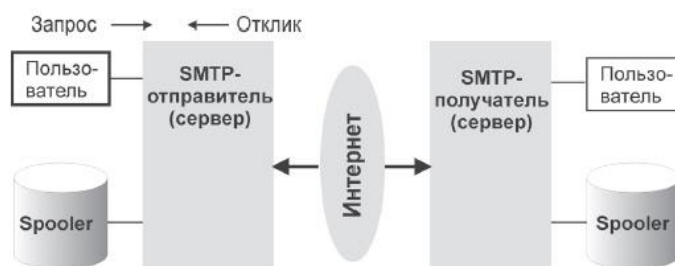 Запрос
Отклик
Пользо-
ватель
SMTP-
отправитель
(сервер)
Интернет
SMTP-
получатель
(сервер)
Пользо-
ватель
Spooler
Spooler